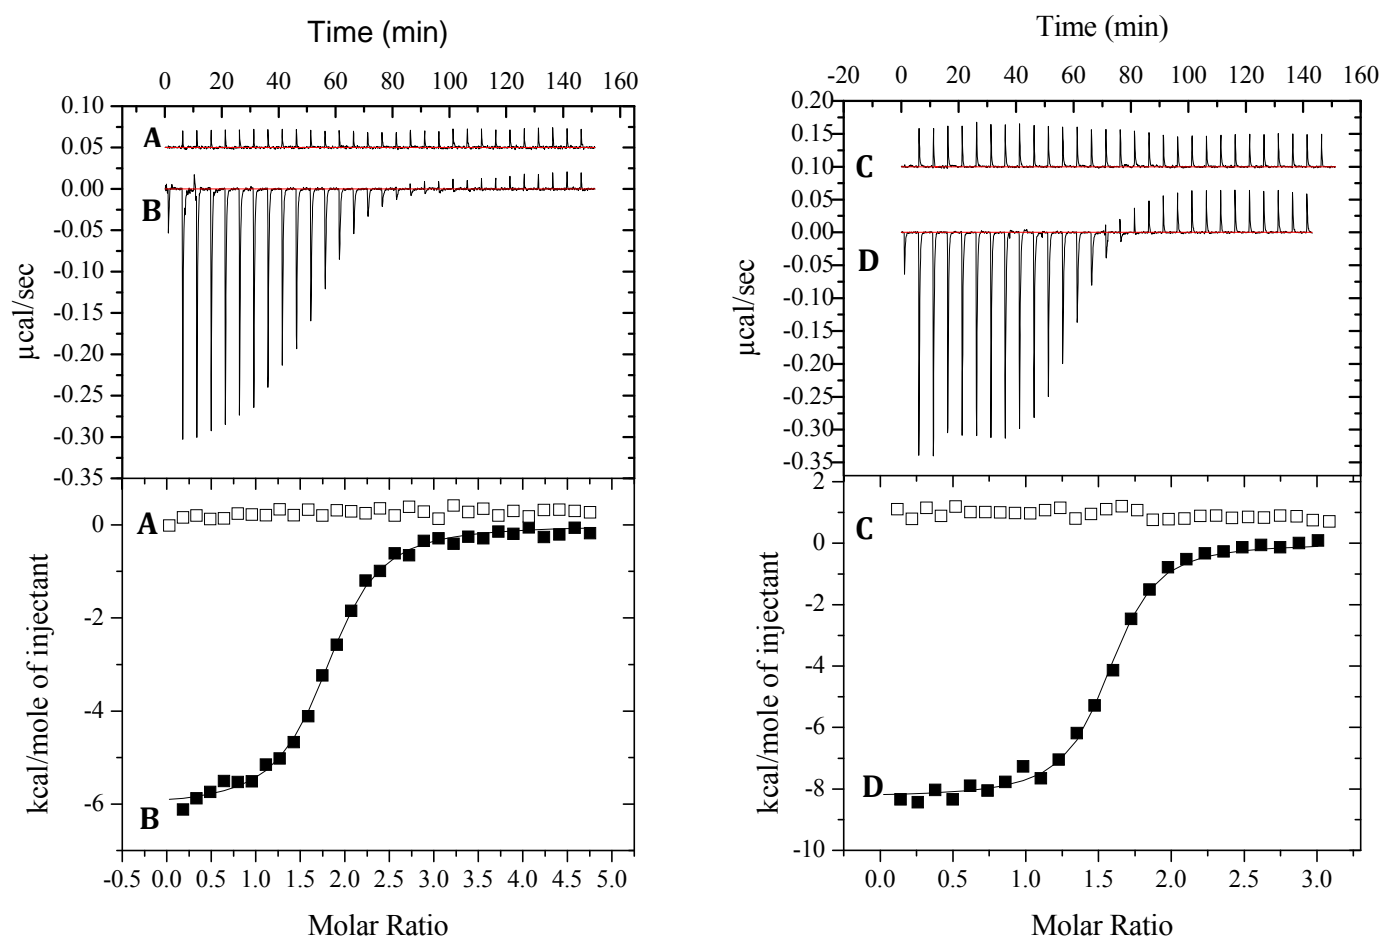 Time (min)
0 20 40 60 80 100 120 140 160
0.10
0.05
0.00
-0.05
-0.10
-0.15
-0.20
-0.25
-0.30
-0.35
µcal/sec
A
B
0
-2
-4
-6
kcal/mole of injectant
A
B
-0.5 0.0 0.5 1.0 1.5 2.0 2.5 3.0 3.5 4.0 4.5 5.0
Molar Ratio
Time (min)
-20 0 20 40 60 80 100 120 140 160
0.20
0.15
0.10
0.05
0.00
-0.05
-0.10
-0.15
-0.20
-0.25
-0.30
-0.35
µcal/sec
C
D
2
0
-2
-4
-6
-8
-10
kcal/mole of injectant
C
D
0.0 0.5 1.0 1.5 2.0 2.5 3.0
Molar Ratio